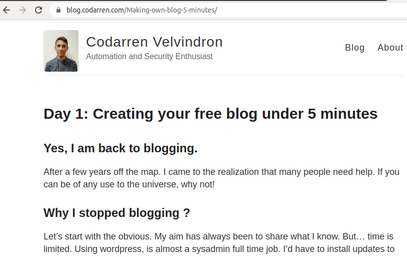 blog.codarren.com/Making-own-blog-5-minutes/
Codarren Velvindron
Automation and Security Enthusiast
Blog About
Day 1: Creating your free blog under 5 minutes
Yes, I am back to blogging.
After a few years off the map. I came to the realization that many people need help. If you
can be of any use to the universe, why not!
Why I stopped blogging ?
Let's start with the obvious. My aim has always been to share what I know. But… time is
limited. Using wordpress, is almost a sysadmin full time job. I'd have to install updates to